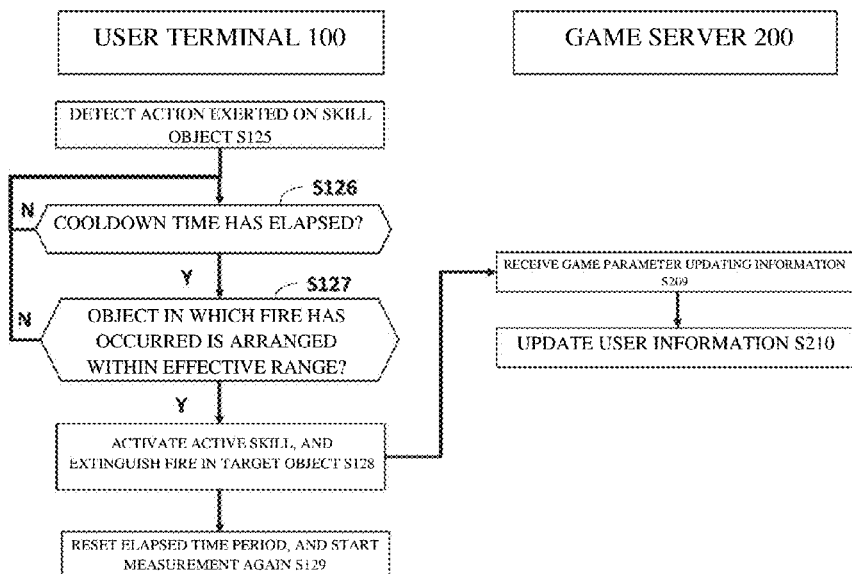 USER TERMINAL 100
GAME SERVER 200
DETECT ACTION EXERTED ON SKILL
OBJECT S125
S126
N
COOLDOWN TIME HAS ELAPSED?
Y
S127
N
OBJECT IN WHICH FIRE HAS
OCCURRED IS ARRANGED
WITHIN EFFECTIVE RANGE?
Y
RECEIVE GAME PARAMETER UPDATING INFORMATION
S209
UPDATE USER INFORMATION S210
ACTIVATE ACTIVE SKILL, AND
EXTINGUISH FIRE IN TARGET OBJECT S128
RESET ELAPSED TIME PERIOD, AND START
MEASUREMENT AGAIN S129